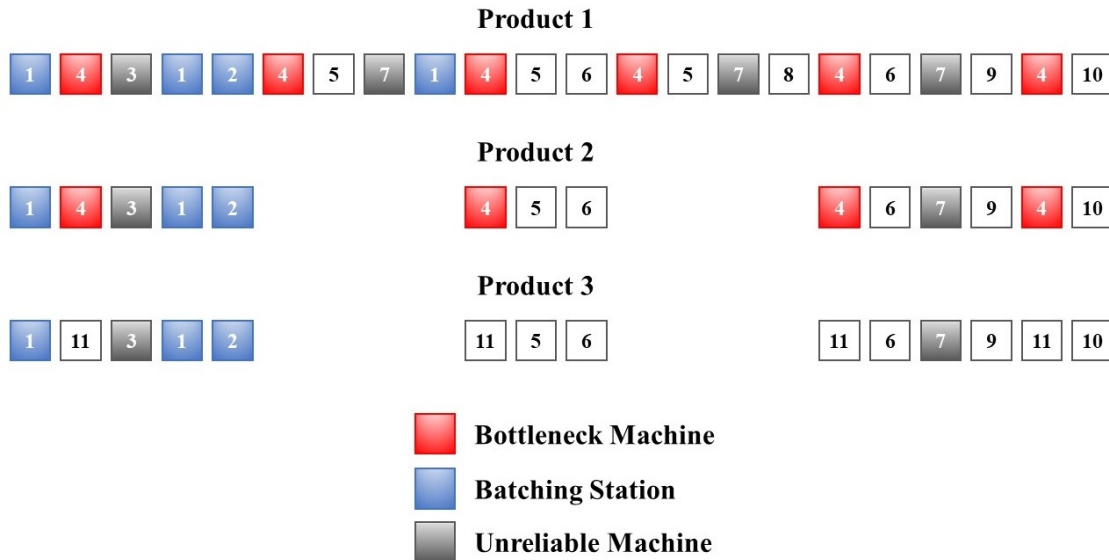 Product 1
1 4 3 1 2 4 5 7 1 4 5 6 4 5 7 8 4 6 7 9 4 10
Product 2
1 4 3 1 2 4 5 6 4 6 7 9 4 10
Product 3
1 11 3 1 2 11 5 6 11 6 7 9 11 10
Bottleneck Machine
Batching Station
Unreliable Machine